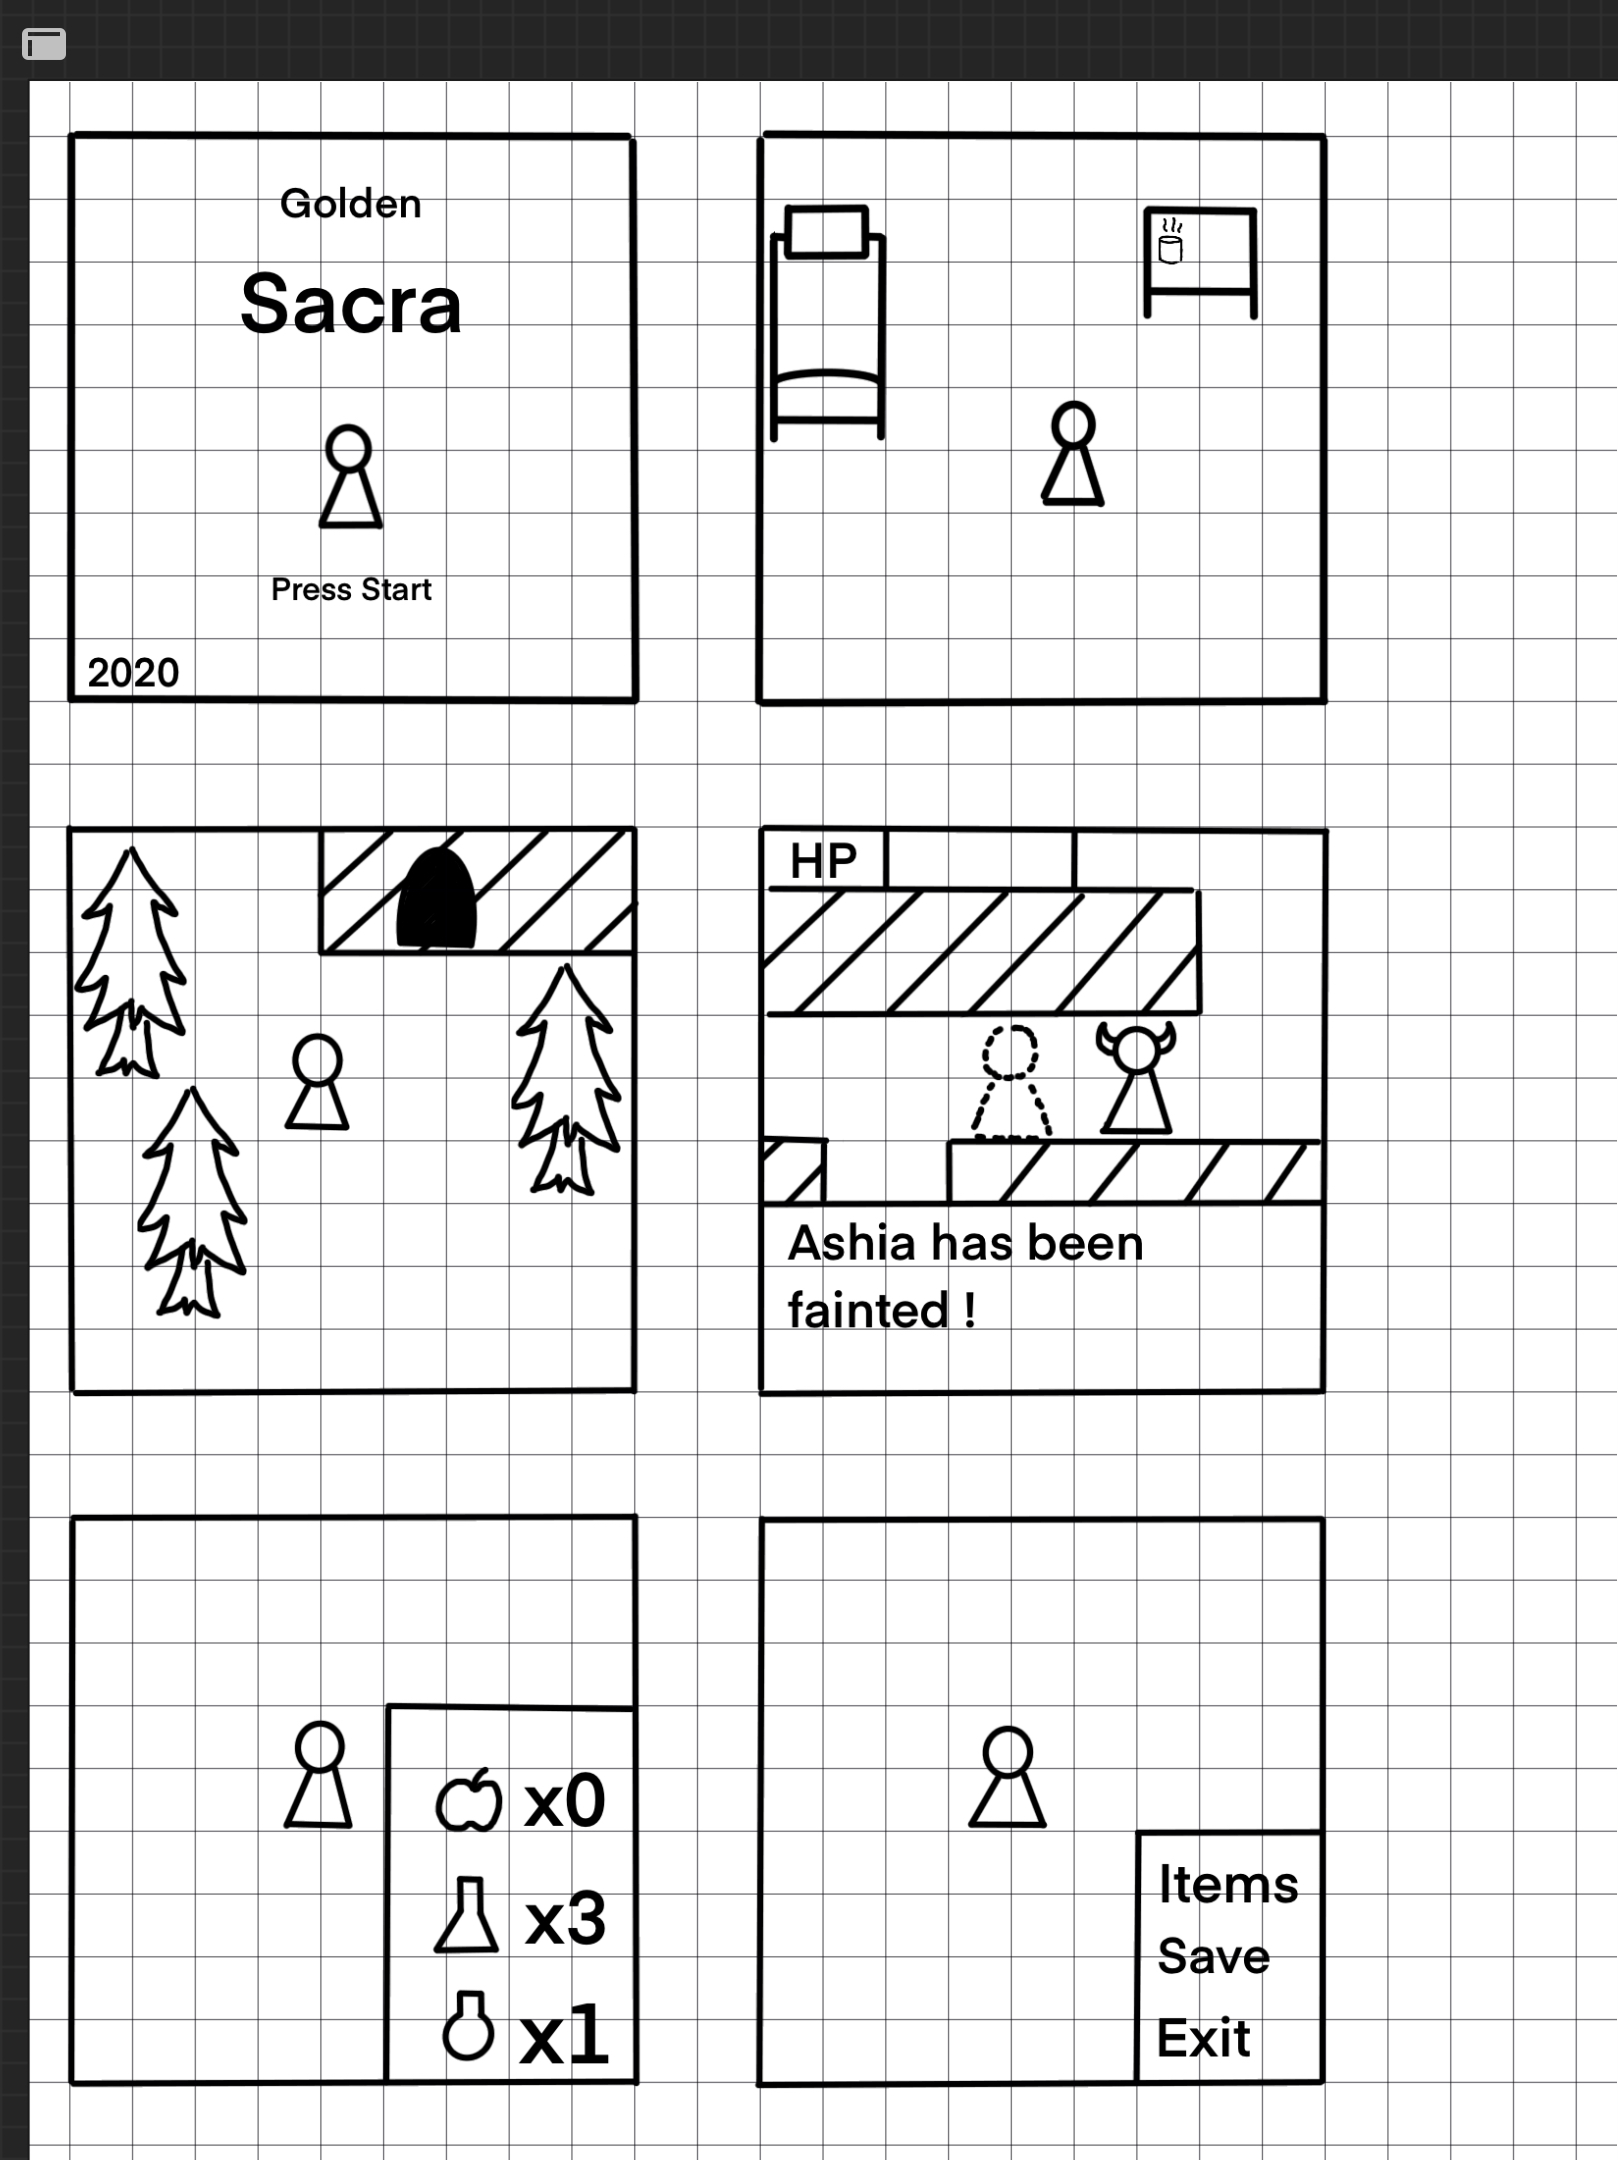 Golden
Sacra
Press Start
2020
HP
Ashia has been
fainted !
x0
x3
x1
Items
Save
Exit